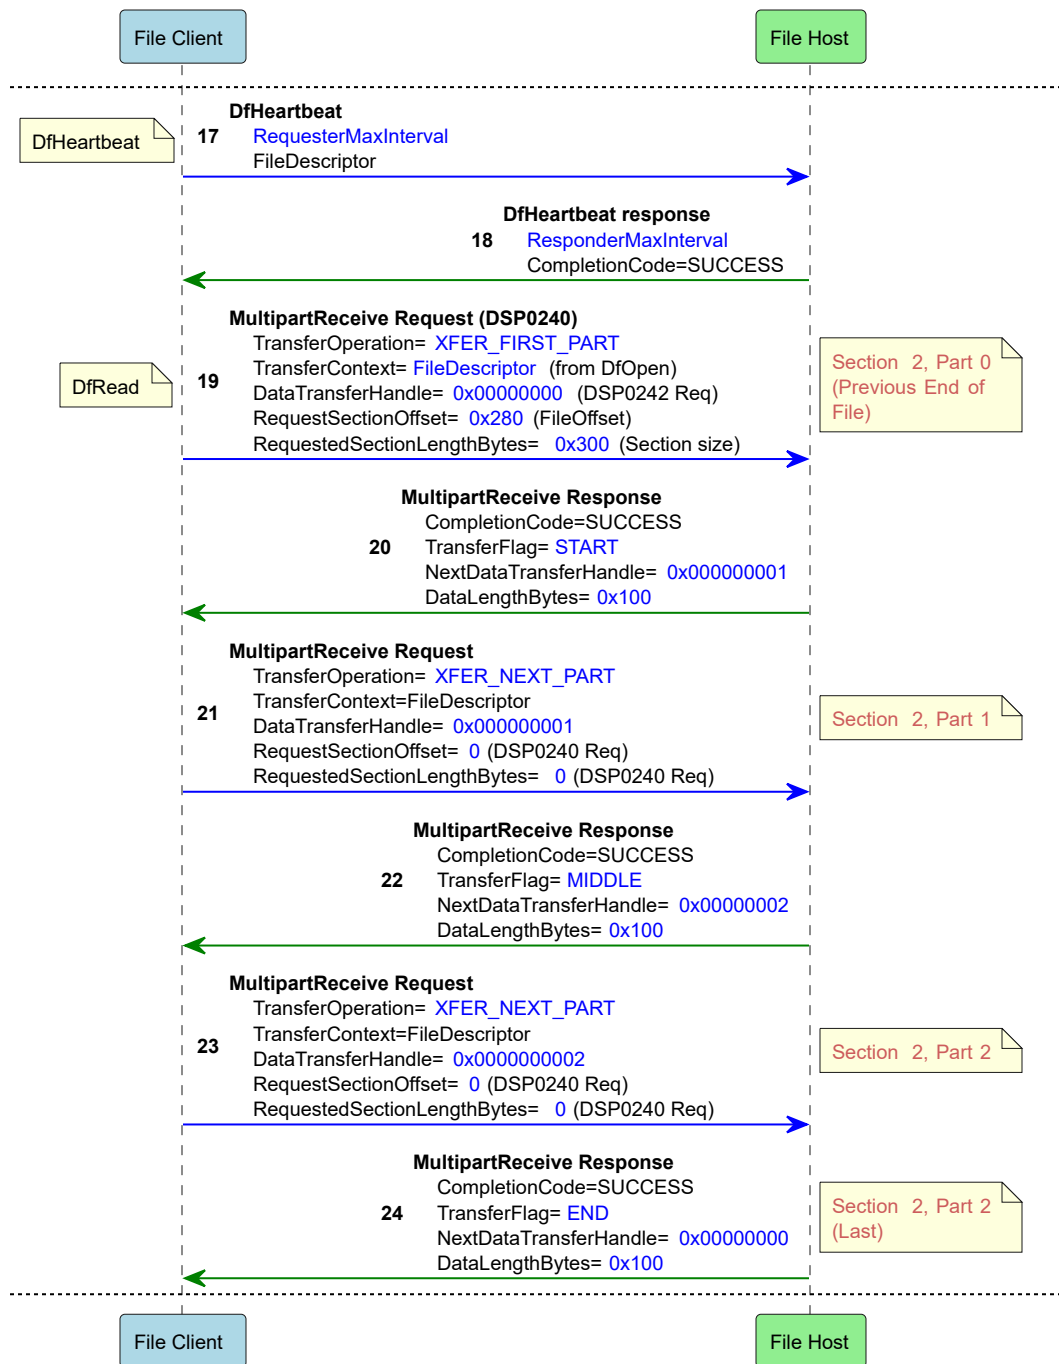 File Client
File Host
DfHeartbeat
17
DfHeartbeat
RequesterMaxInterval
FileDescriptor
DfHeartbeat response
18
ResponderMaxInterval
CompletionCode=SUCCESS
DfRead
19
MultipartReceive Request (DSP0240)
TransferOperation= XFER_FIRST_PART
TransferContext= FileDescriptor (from DfOpen)
DataTransferHandle= 0x00000000 (DSP0242 Req)
RequestSectionOffset= 0x280 (FileOffset)
RequestedSectionLengthBytes= 0x300 (Section size)
Section 2, Part 0
(Previous End of
File)
MultipartReceive Response
CompletionCode=SUCCESS
20
TransferFlag= START
NextDataTransferHandle= 0x000000001
DataLengthBytes= 0x100
MultipartReceive Request
TransferOperation= XFER_NEXT_PART
TransferContext=FileDescriptor
21
DataTransferHandle= 0x000000001
RequestSectionOffset= 0 (DSP0240 Req)
RequestedSectionLengthBytes= 0 (DSP0240 Req)
Section 2, Part 1
MultipartReceive Response
CompletionCode=SUCCESS
22
TransferFlag= MIDDLE
NextDataTransferHandle= 0x00000002
DataLengthBytes= 0x100
MultipartReceive Request
TransferOperation= XFER_NEXT_PART
TransferContext=FileDescriptor
23
DataTransferHandle= 0x0000000002
RequestSectionOffset= 0 (DSP0240 Req)
RequestedSectionLengthBytes= 0 (DSP0240 Req)
Section 2, Part 2
MultipartReceive Response
CompletionCode=SUCCESS
24
TransferFlag= END
NextDataTransferHandle= 0x00000000
DataLengthBytes= 0x100
Section 2, Part 2
(Last)
File Client
File Host